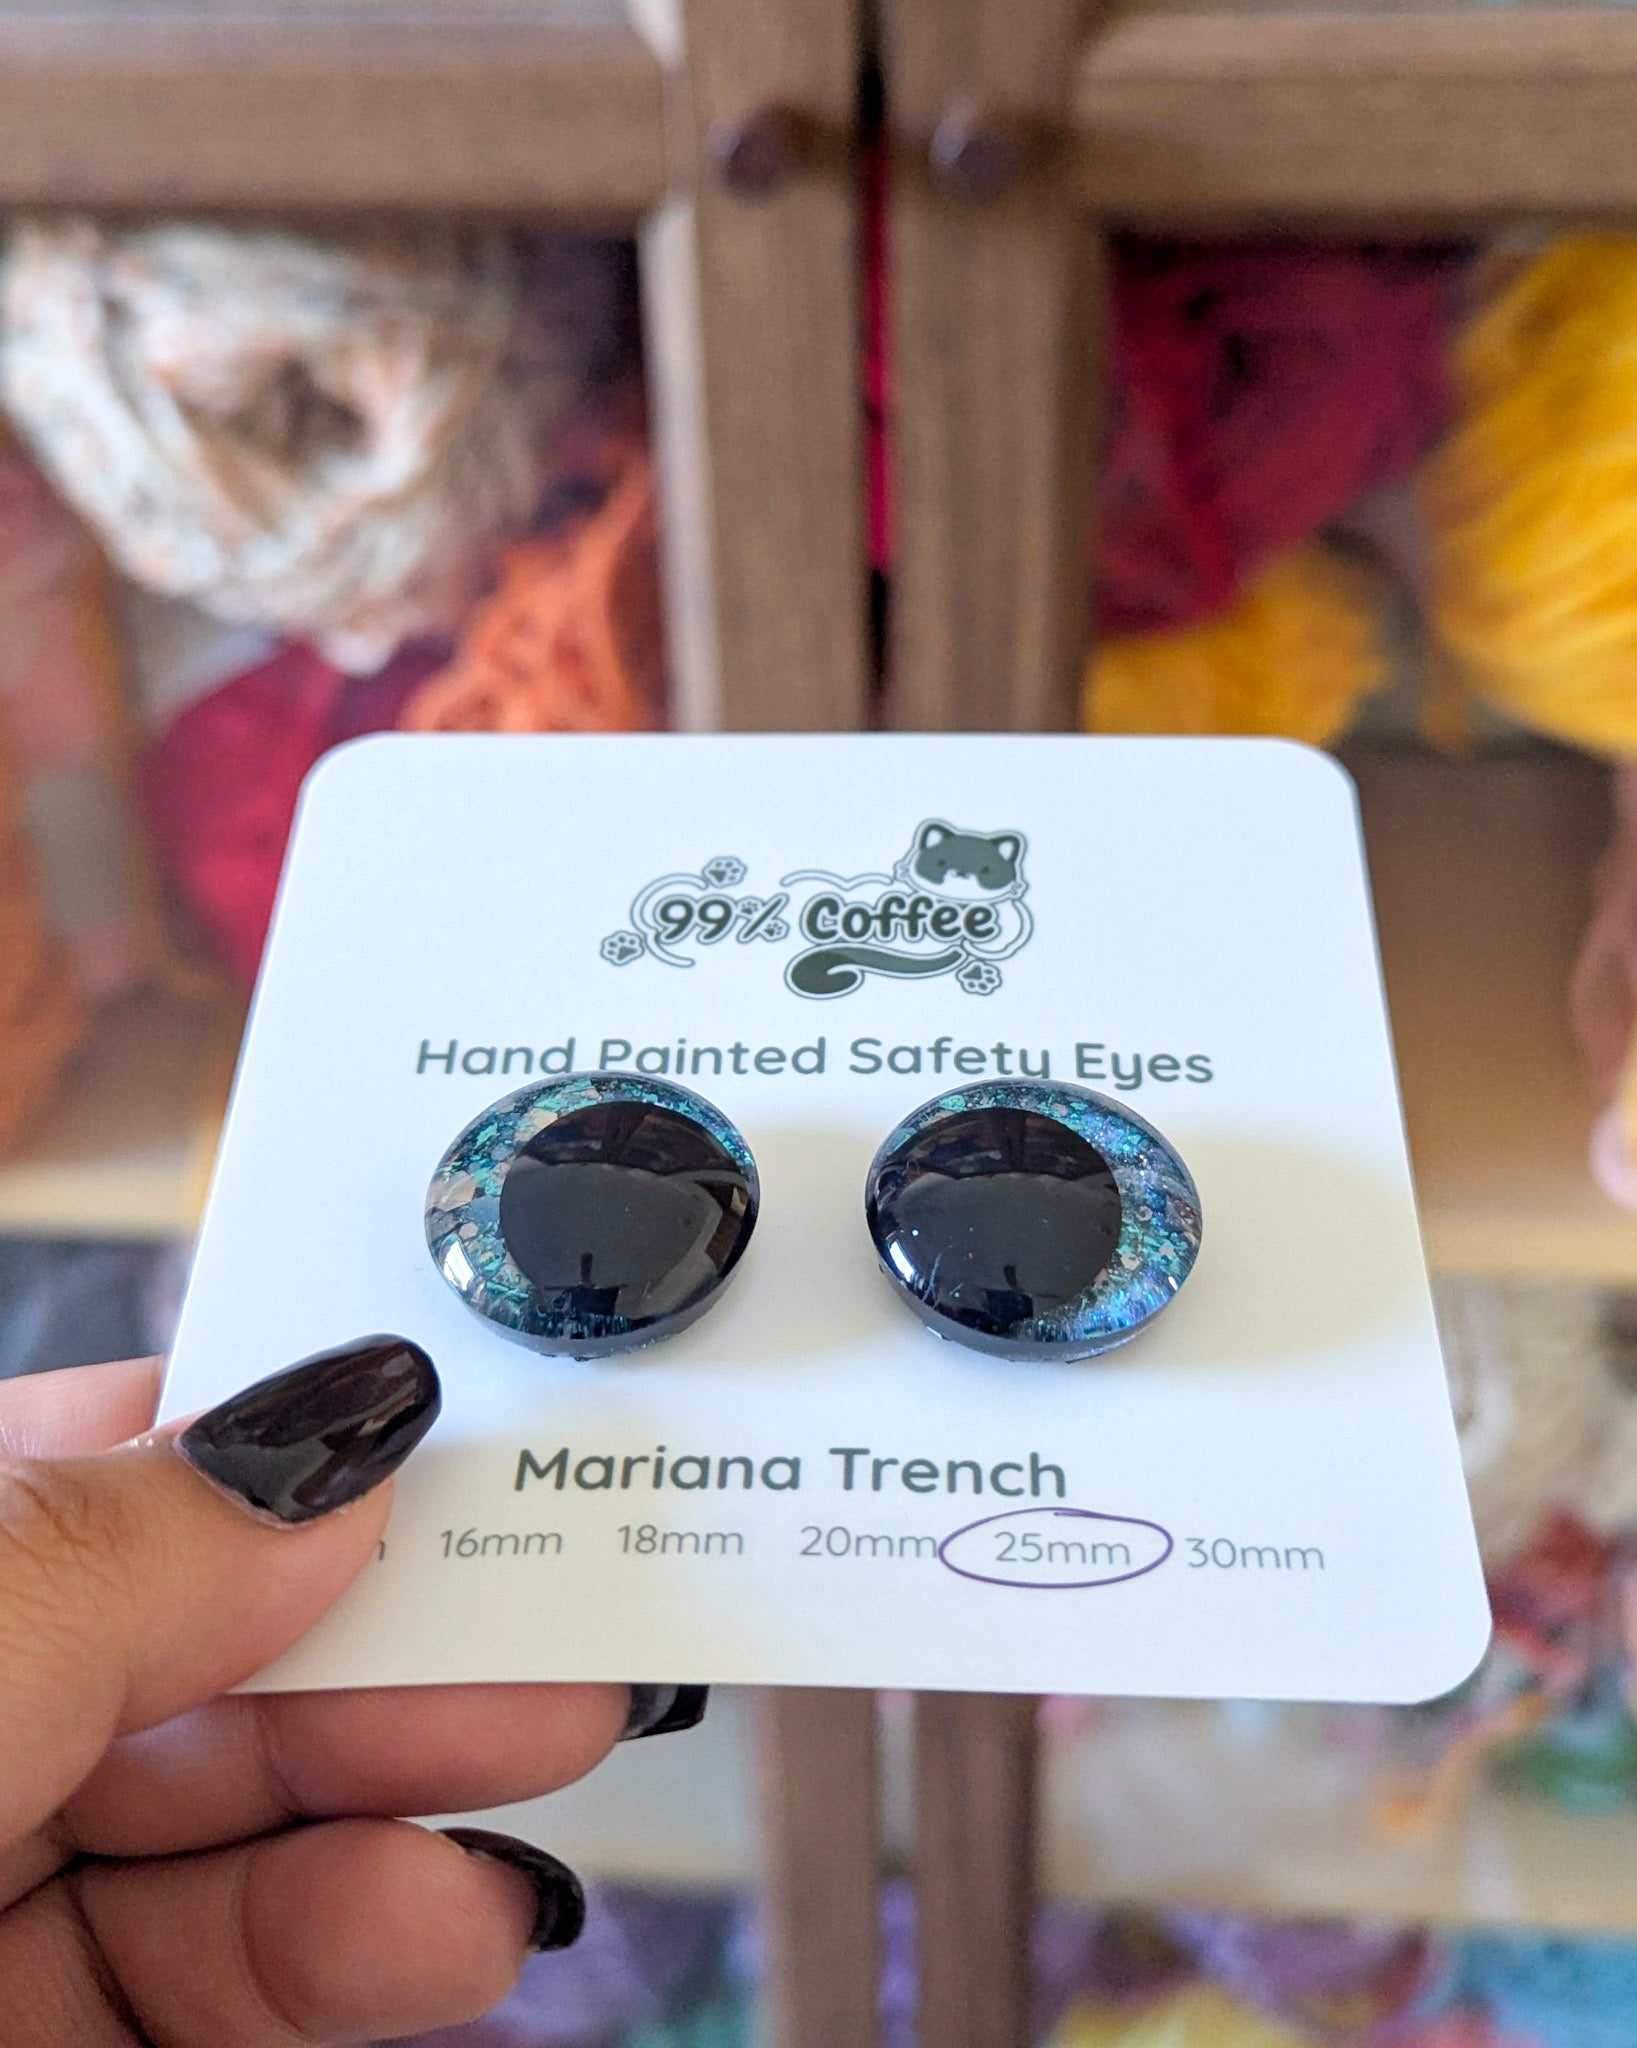 99% Coffee
Hand Painted Safety Eyes
Mariana Trench
16mm 18mm 20mm 25mm 30mm